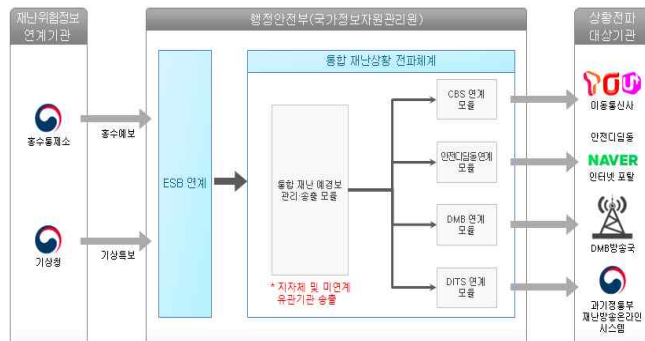 재난위험정보
연계기관
행정안전부(국가정보자원관리원)
상황전파
대상기관
통합 재난상황 전파체계
홍수통제소
홍수예보
기상청
기상특보
ESB 연계
통합 재난 예경보
관리·송출 모듈
* 지자체 및 미연계
유관기관 송출
CBS 연계
모듈
안전디딤돌연계
모듈
DMB 연계
모듈
DITS 연계
모듈
이동통신사
안전디딤동
NAVER
인터넷 포탈
DMB방송국
과기정통부
재난방송온라인
시스템